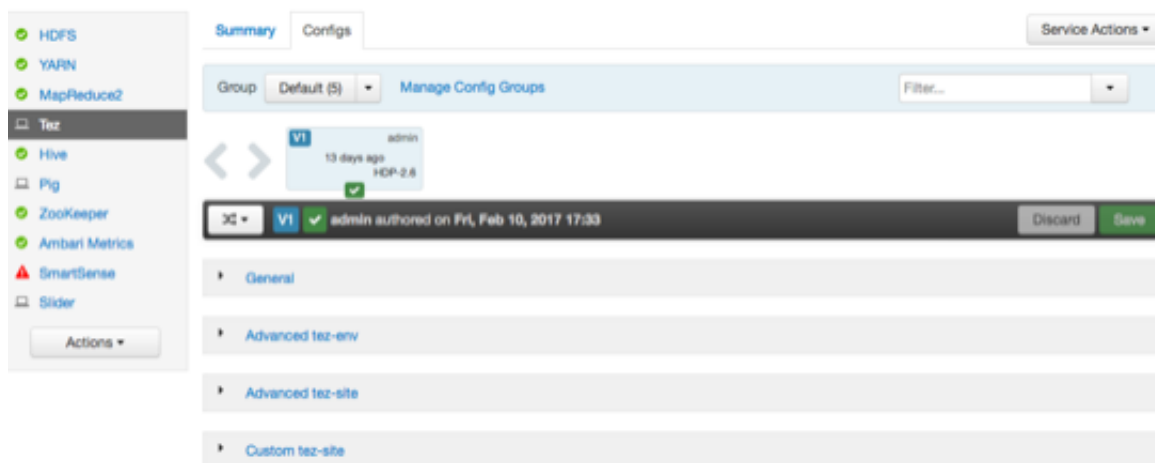 HDFS
YARN
MapReduce2
Tez
Hive
Pig
ZooKeeper
Ambari Metrics
SmartSense
Slider
Actions
Summary Configs Service Actions
Group Default (5) Manage Config Groups Filter...
V1 admin
13 days ago
HDP-2.6
V1 admin authored on Fri, Feb 10, 2017 17:33 Discard Save
General
Advanced tez-env
Advanced tez-site
Custom tez-site